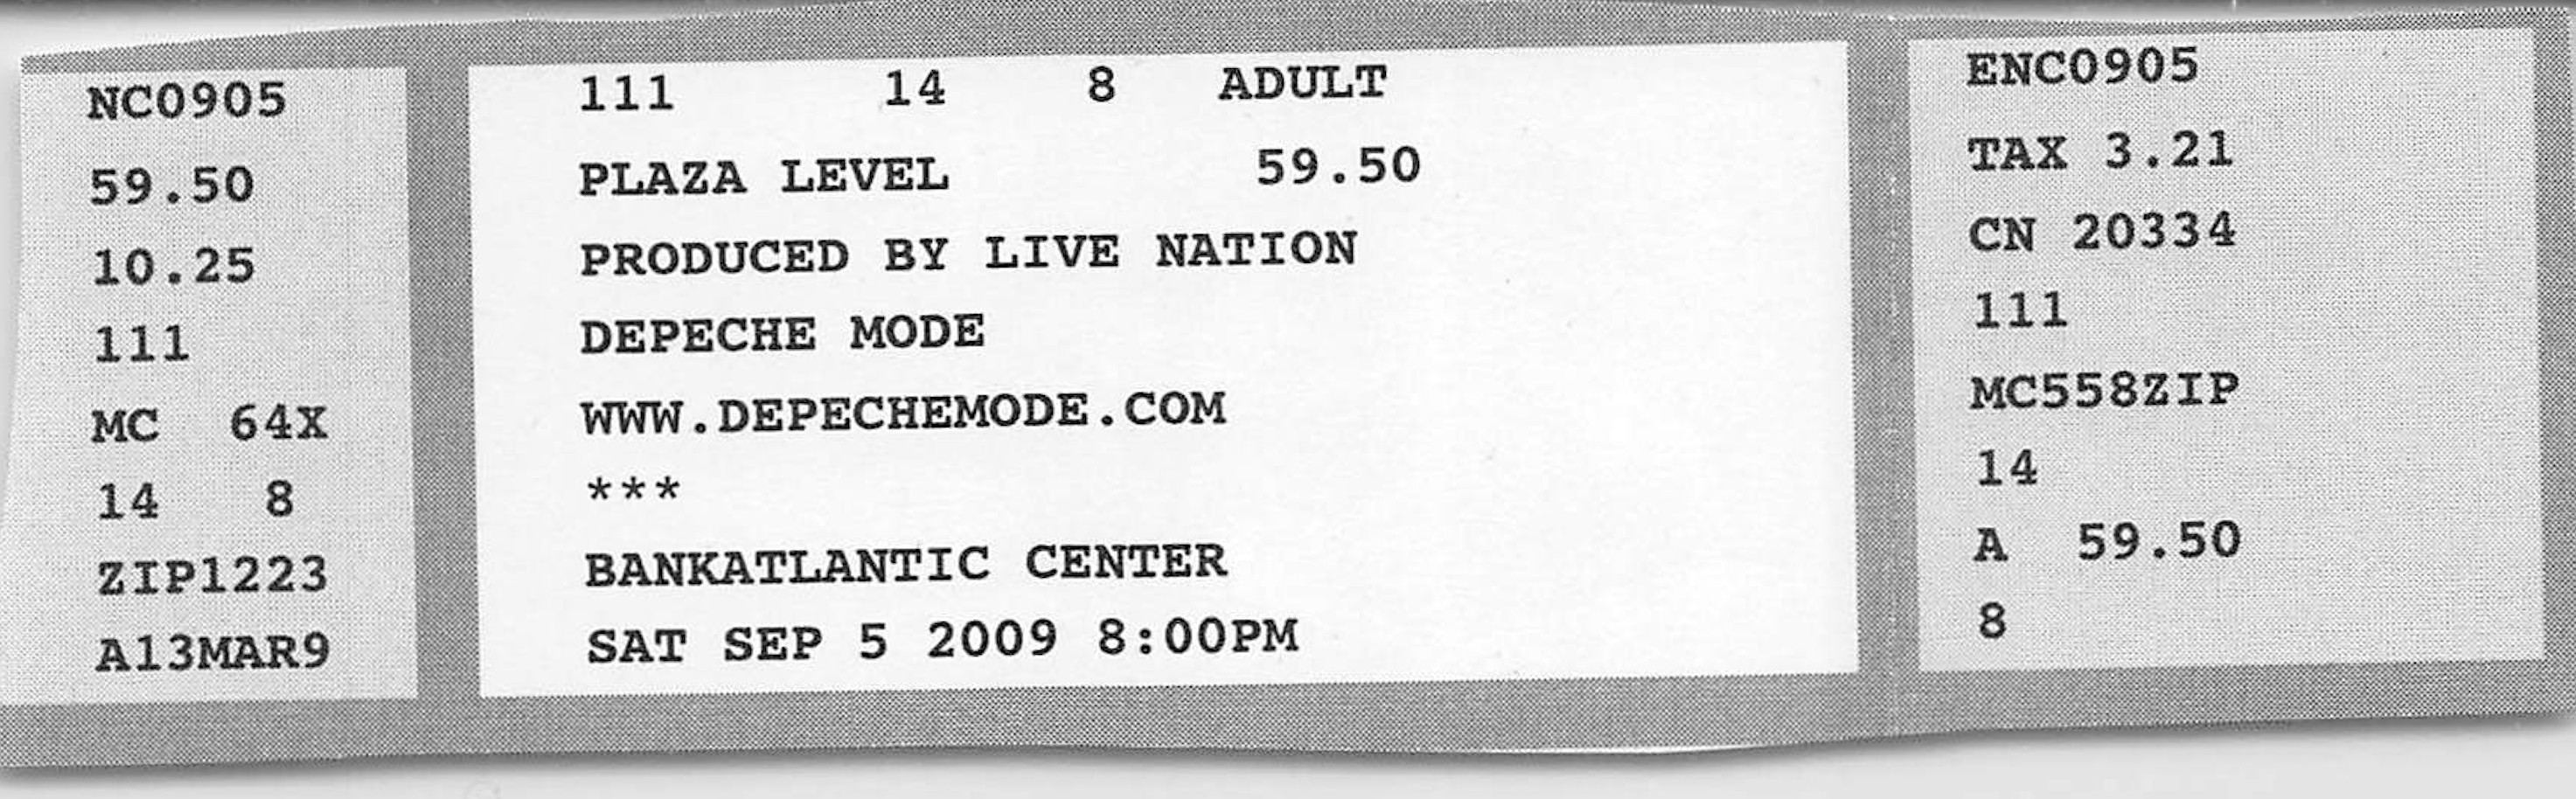 NC0905
59.50
10.25
111
MC 64X
14 8
ZIP1223
A13MAR9
111 14 8 ADULT
PLAZA LEVEL 59.50
PRODUCED BY LIVE NATION
DEPECHE MODE
WWW.DEPECHEMODE.COM
***
BANKATLANTIC CENTER
SAT SEP 5 2009 8:00PM
ENC0905
TAX 3.21
CN 20334
111
MC558ZIP
14
A 59.50
8